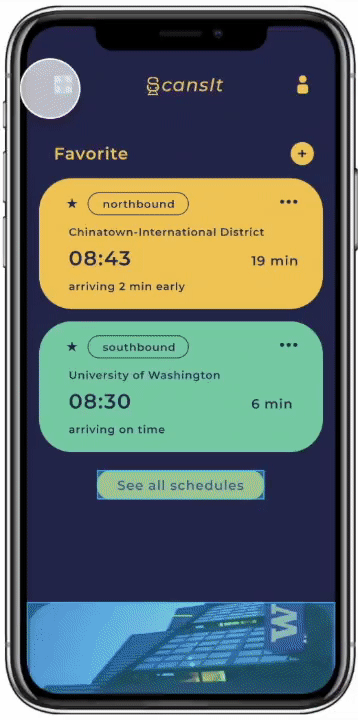 ScansIt
Favorite
+
★ northbound •••
Chinatown-International District
08:43 19 min
arriving 2 min early
★ southbound •••
University of Washington
08:30 6 min
arriving on time
See all schedules
W